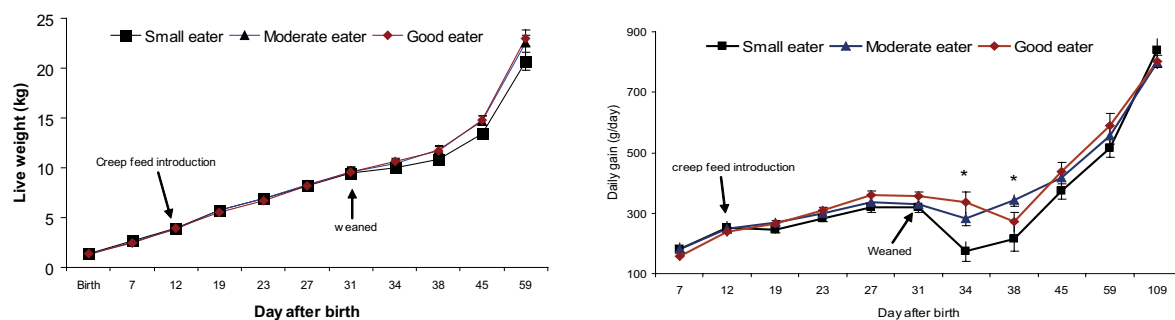 25
20
15
10
5
0
Live weight (kg)
Small eater Moderate eater Good eater
Creep feed introduction
weaned
Birth 7 12 19 23 27 31 34 38 45 59
Day after birth
900
700
500
300
100
Daily gain (g/day)
Small eater Moderate eater Good eater
creep feed introduction
Weaned
*
*
7 12 19 23 27 31 34 38 45 59 109
Day after birth